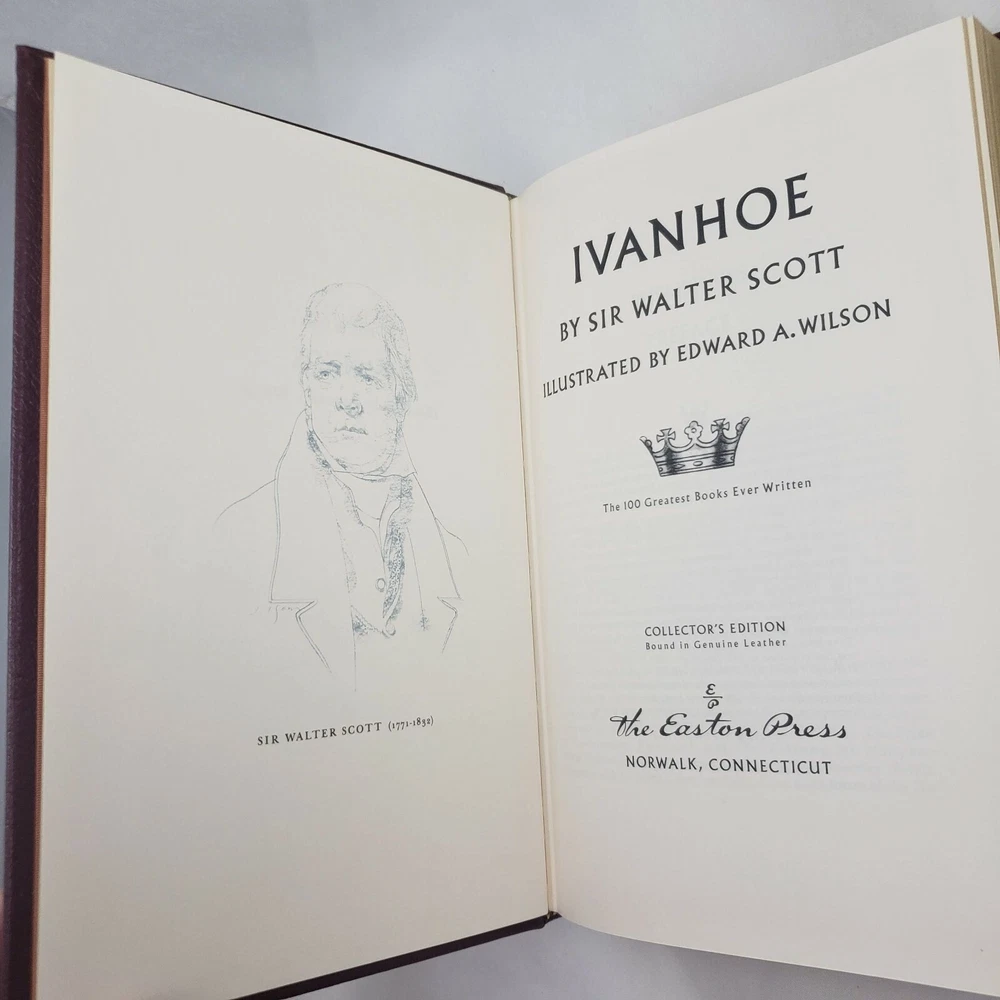 SIR WALTER SCOTT (1771-1832)
IVANHOE
BY SIR WALTER SCOTT
ILLUSTRATED BY EDWARD A. WILSON
The 100 Greatest Books Ever Written
COLLECTOR'S EDITION
Bound in Genuine Leather
E
P
The Easton Press
NORWALK, CONNECTICUT